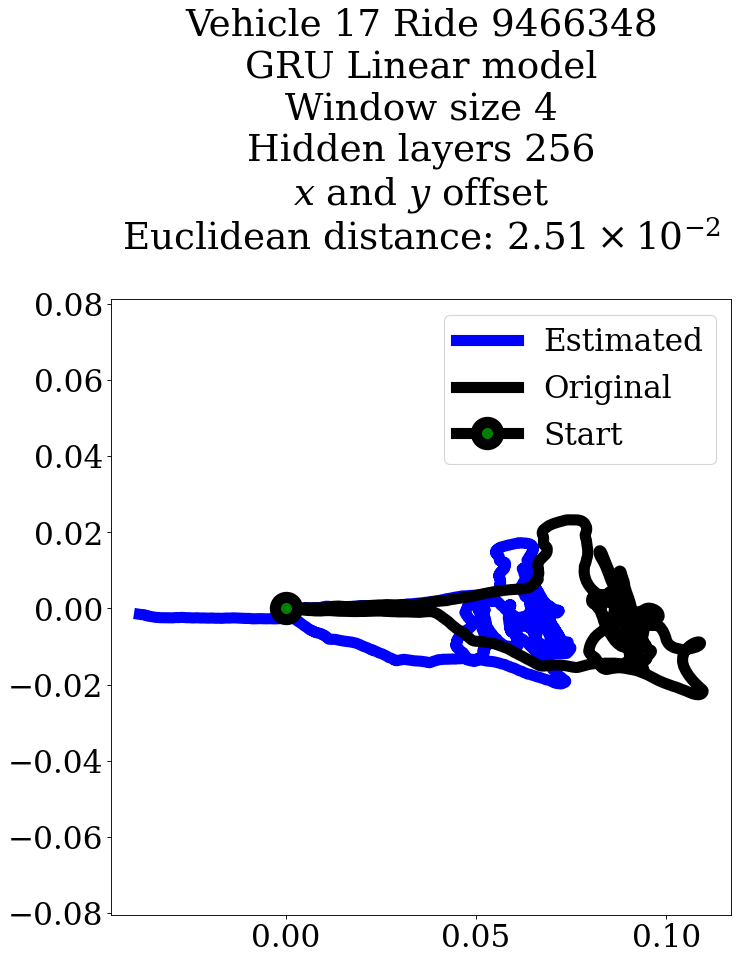 Vehicle 17 Ride 9466348
GRU Linear model
Window size 4
Hidden layers 256
x and y offset
Euclidean distance: 2.51 × 10⁻²
Estimated
Original
Start
0.08
0.06
0.04
0.02
0.00
−0.02
−0.04
−0.06
−0.08
0.00 0.05 0.10